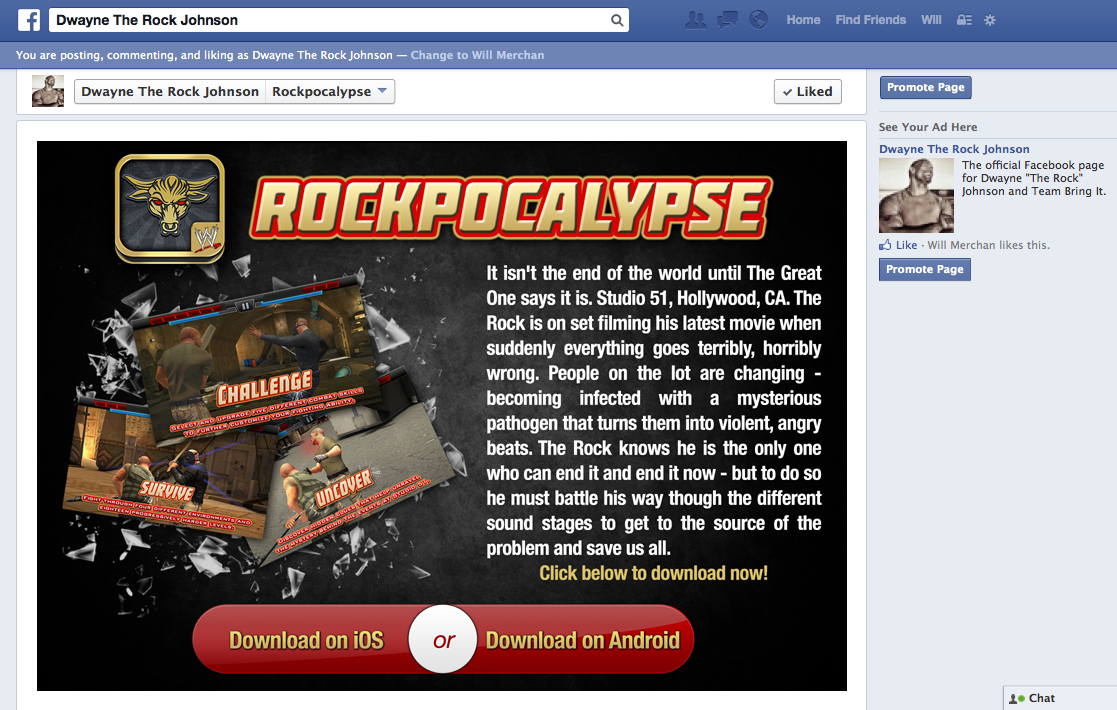 Dwayne The Rock Johnson
Home Find Friends Will
You are posting, commenting, and liking as Dwayne The Rock Johnson — Change to Will Merchan
Dwayne The Rock Johnson Rockpocalypse
Liked
Promote Page
See Your Ad Here
Dwayne The Rock Johnson
The official Facebook page
for Dwayne "The Rock"
Johnson and Team Bring It.
Like · Will Merchan likes this.
Promote Page
W
ROCKPOCALYPSE
It isn't the end of the world until The Great
One says it is. Studio 51, Hollywood, CA. The
Rock is on set filming his latest movie when
suddenly everything goes terribly, horribly
wrong. People on the lot are changing -
becoming infected with a mysterious
pathogen that turns them into violent, angry
beats. The Rock knows he is the only one
who can end it and end it now - but to do so
he must battle his way though the different
sound stages to get to the source of the
problem and save us all.
Click below to download now!
CHALLENGE
SELECT AND UPGRADE FIVE DIFFERENT COMBAT SKILLS
TO FURTHER CUSTOMIZE YOUR FIGHTING ABILITY.
SURVIVE
FIGHT THROUGH FOUR DIFFERENT ENVIRONMENTS AND
EIGHTEEN PROGRESSIVELY HARDER LEVELS.
UNCOVER
DISCOVER HIDDEN CLUES THAT HELP UNRAVEL
THE MYSTERY BEHIND THE EVENTS AT STUDIO 51.
Download on iOS or Download on Android
Chat